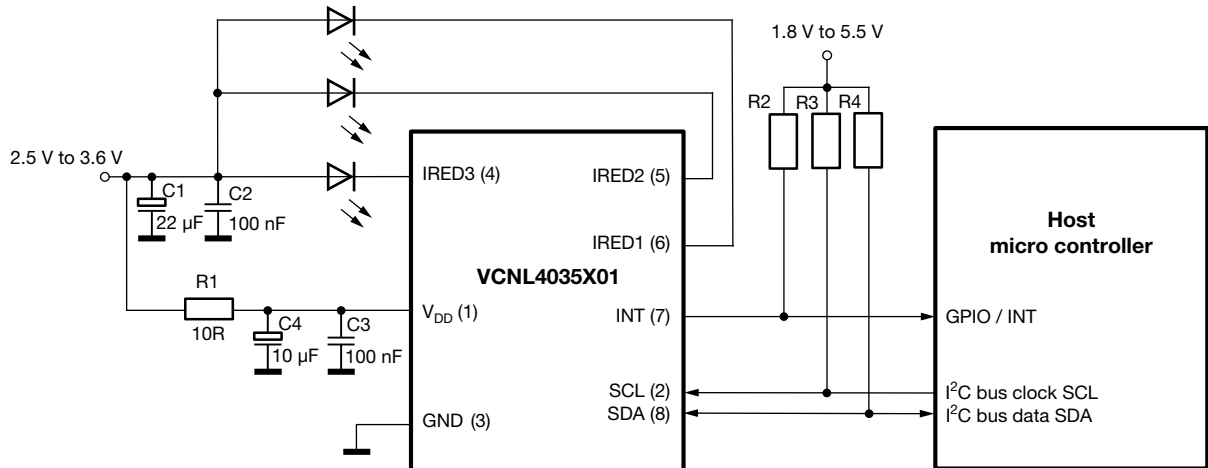 1.8 V to 5.5 V
R2
R3
R4
2.5 V to 3.6 V
C1
22 µF
C2
100 nF
IRED3 (4)
IRED2 (5)
IRED1 (6)
VCNL4035X01
Host
micro controller
R1
10R
C4
10 µF
C3
100 nF
VDD (1)
INT (7)
GPIO / INT
SCL (2)
SDA (8)
I²C bus clock SCL
I²C bus data SDA
GND (3)